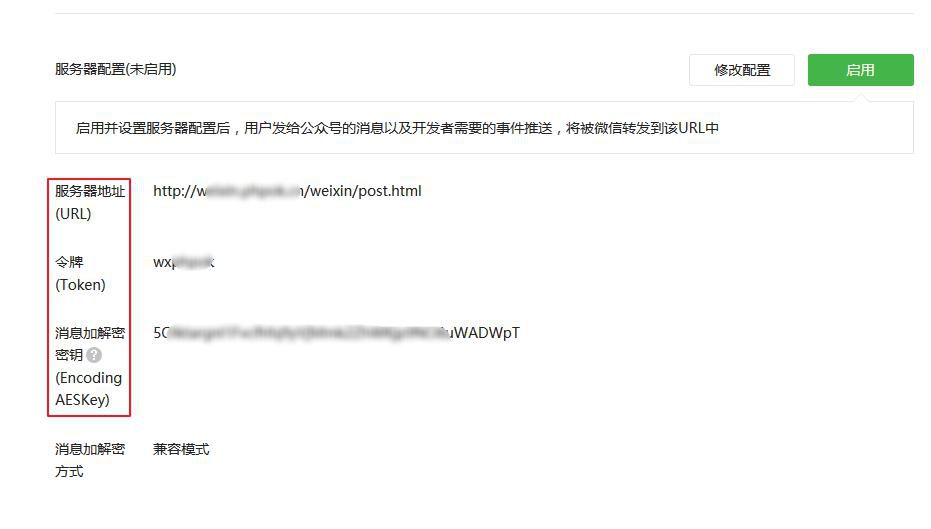 服务器配置(未启用)
修改配置
启用
启用并设置服务器配置后，用户发给公众号的消息以及开发者需要的事件推送，将被微信转发到该URL中
服务器地址
(URL)
http://w /weixin/post.html
令牌
(Token)
wx
消息加解密
密钥 ?
(Encoding
AESKey)
5 uWADWpT
消息加解密
方式
兼容模式